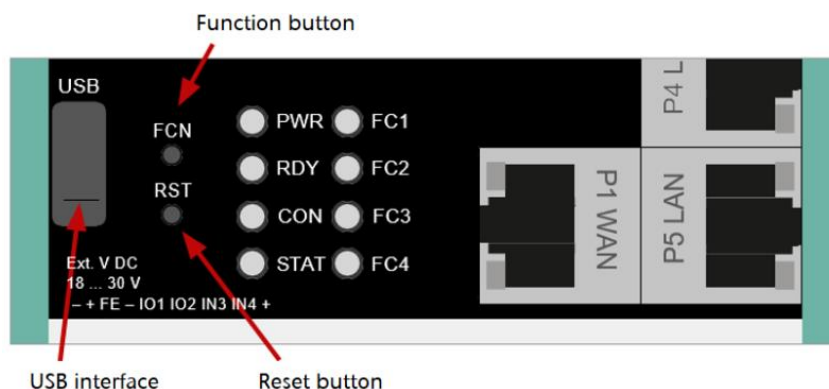 Function button
USB
FCN
RST
PWR FC1
RDY FC2
CON FC3
STAT FC4
P4 L
P1 WAN
P5 LAN
Ext. V DC
18 ... 30 V
– + FE – IO1 IO2 IN3 IN4 +
USB interface
Reset button